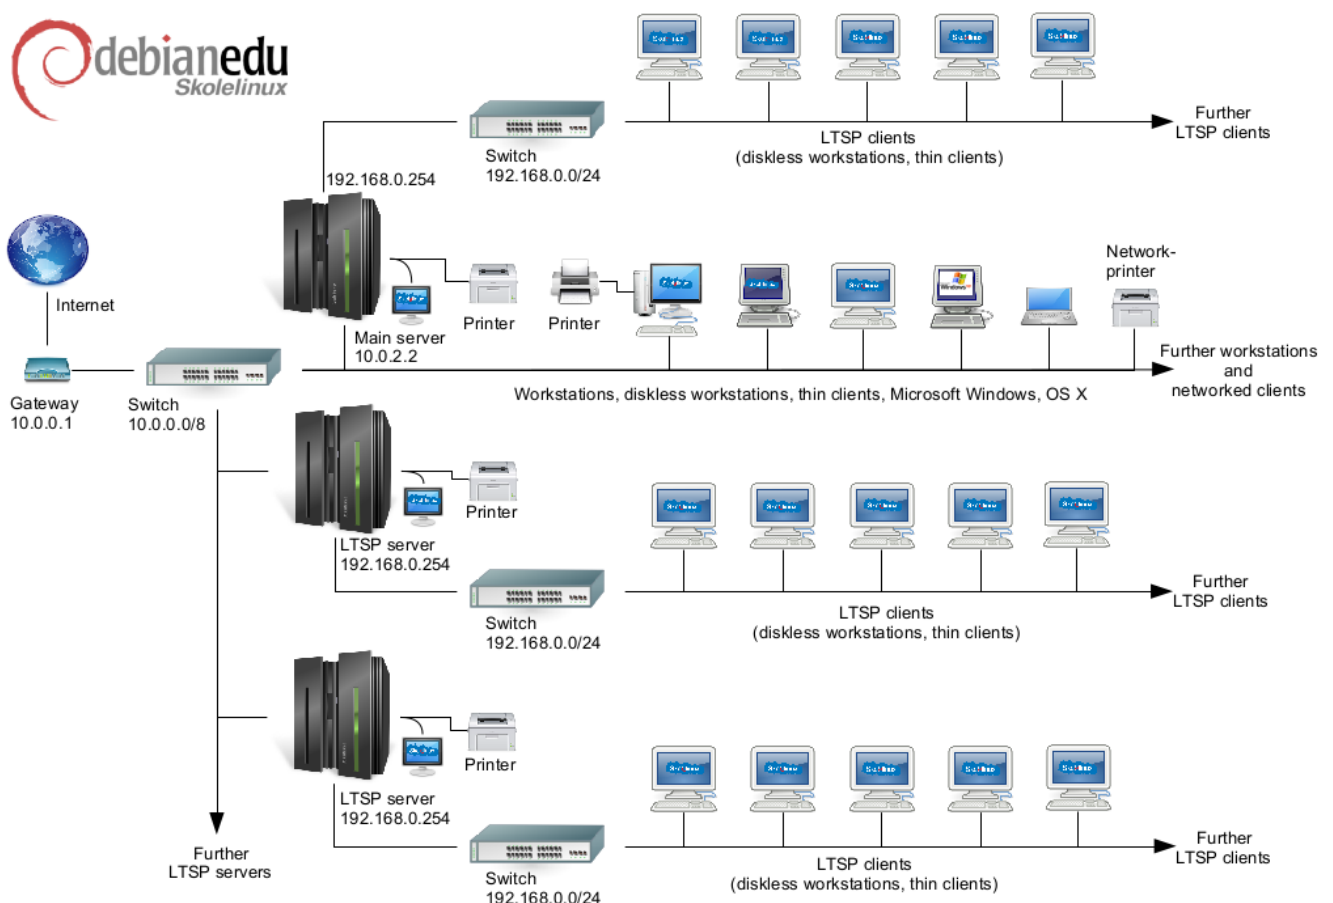 debianedu
Skolelinux
Further
LTSP clients
LTSP clients
(diskless workstations, thin clients)
Switch
192.168.0.0/24
192.168.0.254
Internet
Network-
printer
Printer
Printer
Main server
10.0.2.2
Further workstations
and
networked clients
Workstations, diskless workstations, thin clients, Microsoft Windows, OS X
Gateway
10.0.0.1
Switch
10.0.0.0/8
Printer
LTSP server
192.168.0.254
Further
LTSP clients
LTSP clients
(diskless workstations, thin clients)
Switch
192.168.0.0/24
Printer
LTSP server
192.168.0.254
Further
LTSP clients
LTSP clients
(diskless workstations, thin clients)
Further
LTSP servers
Switch
192.168.0.0/24